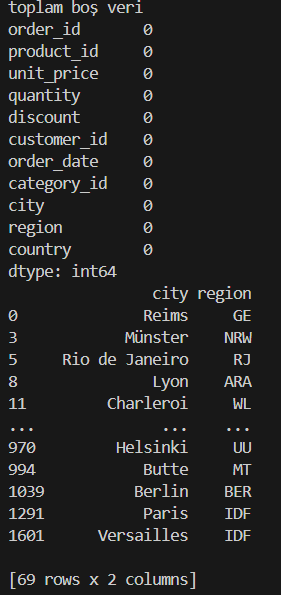 toplam boş veri
order_id 0
product_id 0
unit_price 0
quantity 0
discount 0
customer_id 0
order_date 0
category_id 0
city 0
region 0
country 0
dtype: int64
city region
0 Reims GE
3 Münster NRW
5 Rio de Janeiro RJ
8 Lyon ARA
11 Charleroi WL
... ... ...
970 Helsinki UU
994 Butte MT
1039 Berlin BER
1291 Paris IDF
1601 Versailles IDF
[69 rows x 2 columns]